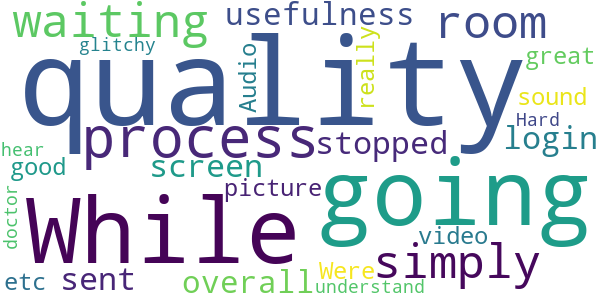 waiting
usefulness
room
glitchy
quality
Audio
really
great
sound
Hard
process
stopped
login
hear
good
screen
picture
going
doctor
While
video
simply
etc
sent
overall
Were
understand